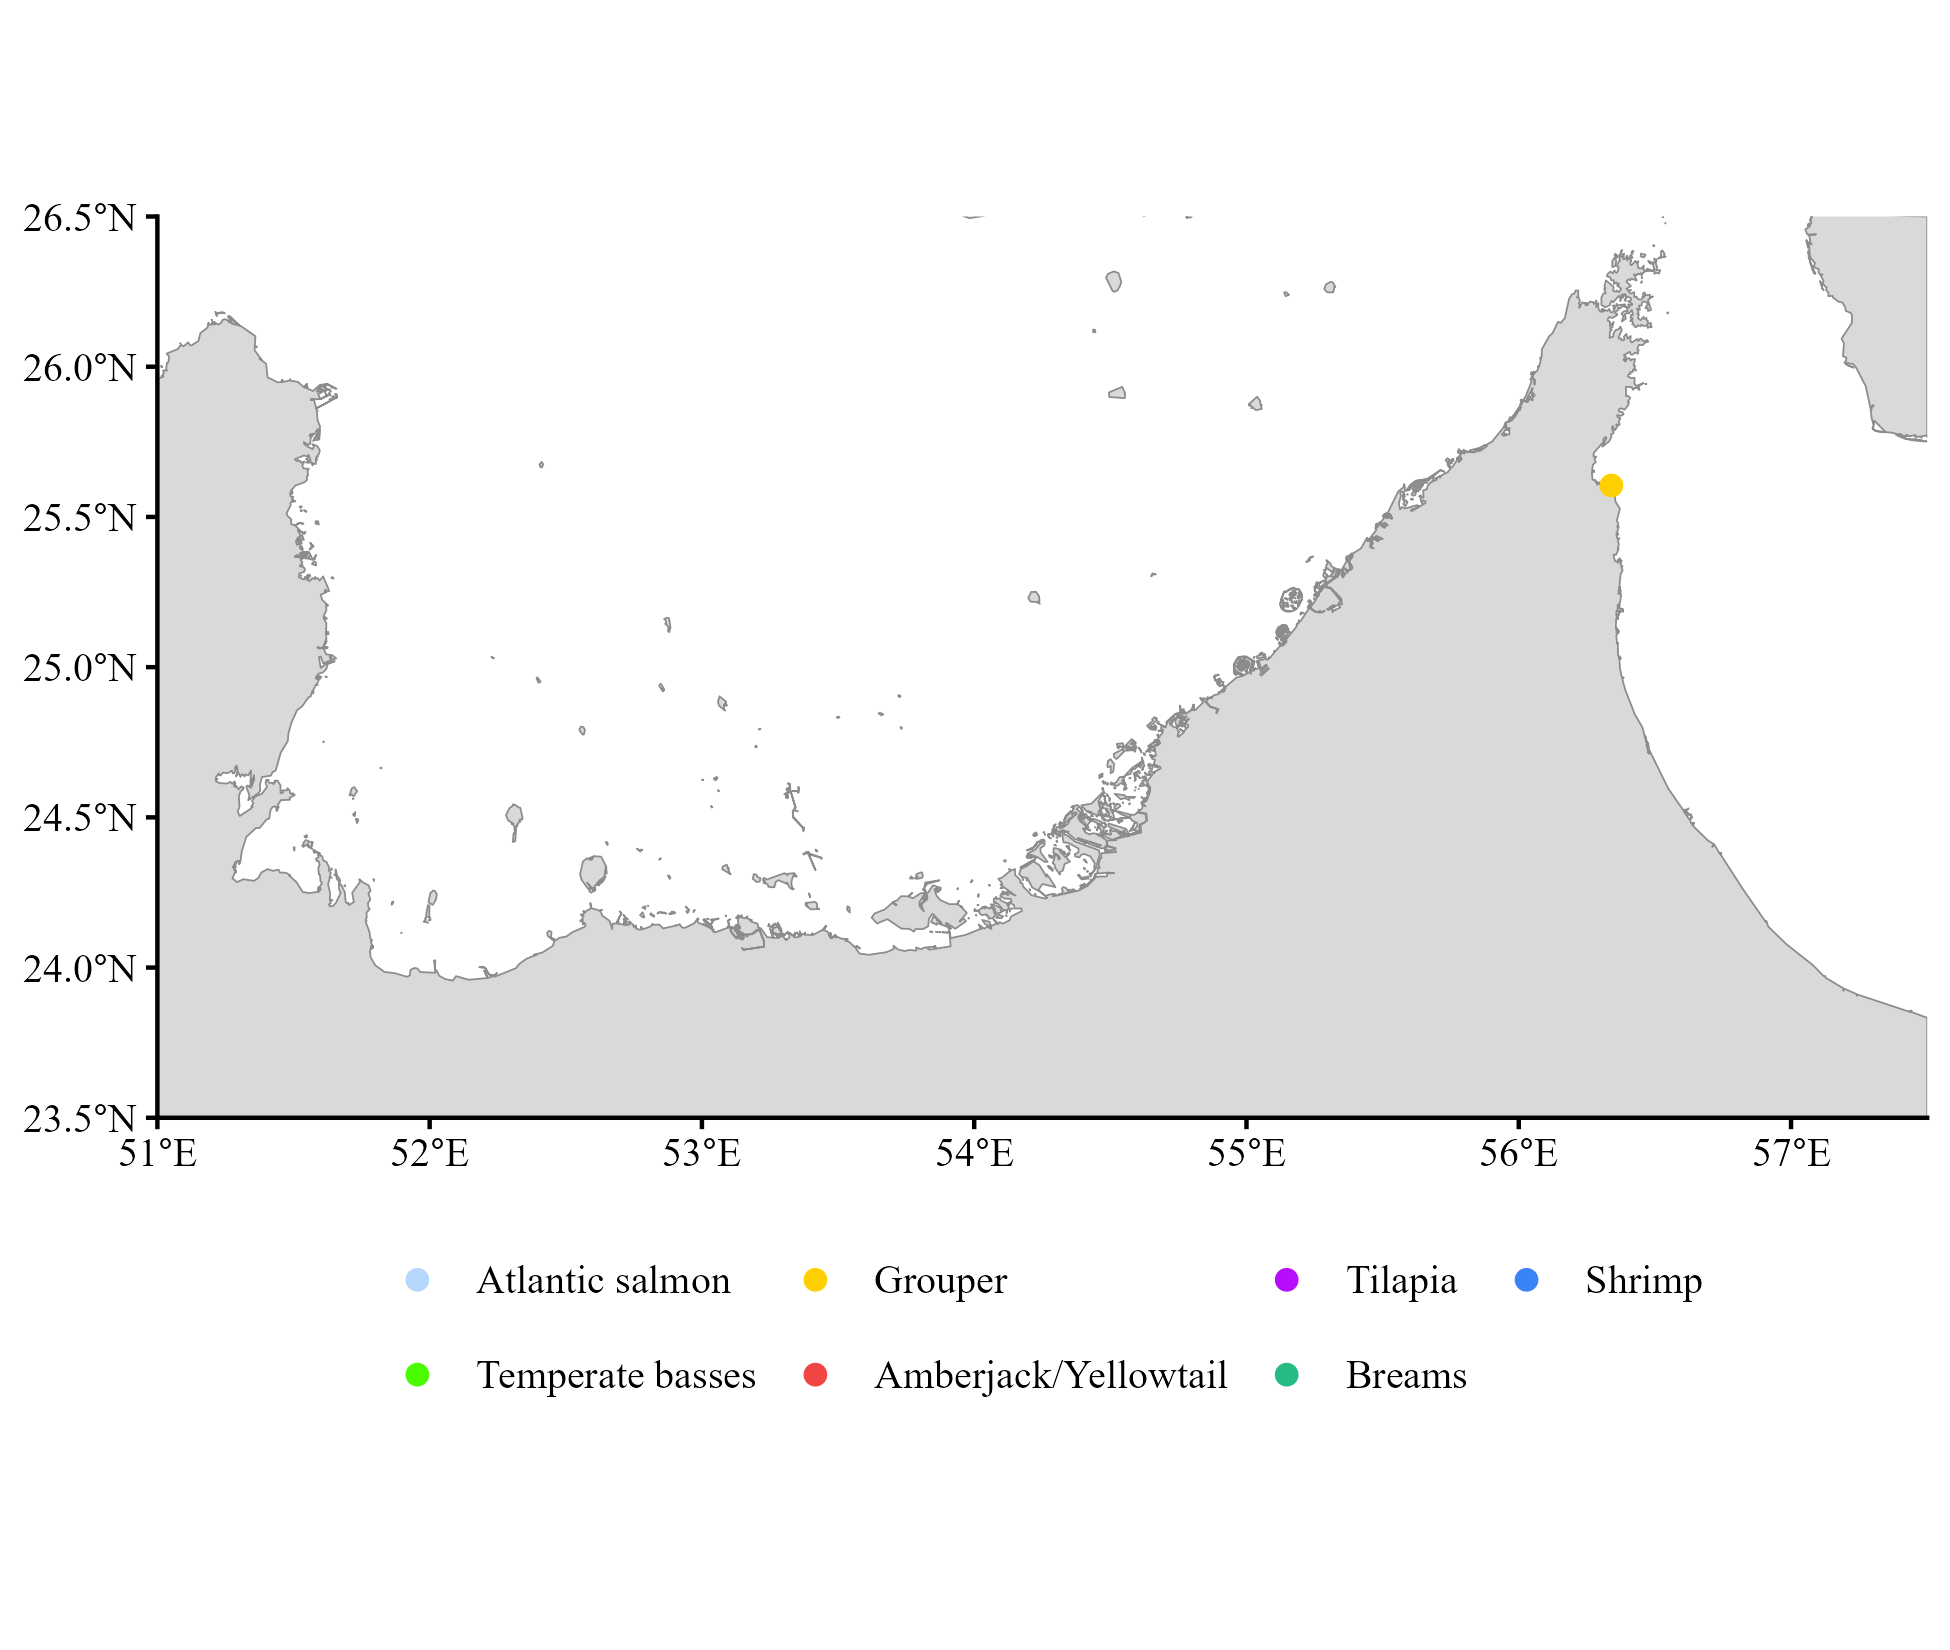 26.5°N
26.0°N
25.5°N
25.0°N
24.5°N
24.0°N
23.5°N
51°E 52°E 53°E 54°E 55°E 56°E 57°E
Atlantic salmon Grouper Tilapia Shrimp
Temperate basses Amberjack/Yellowtail Breams